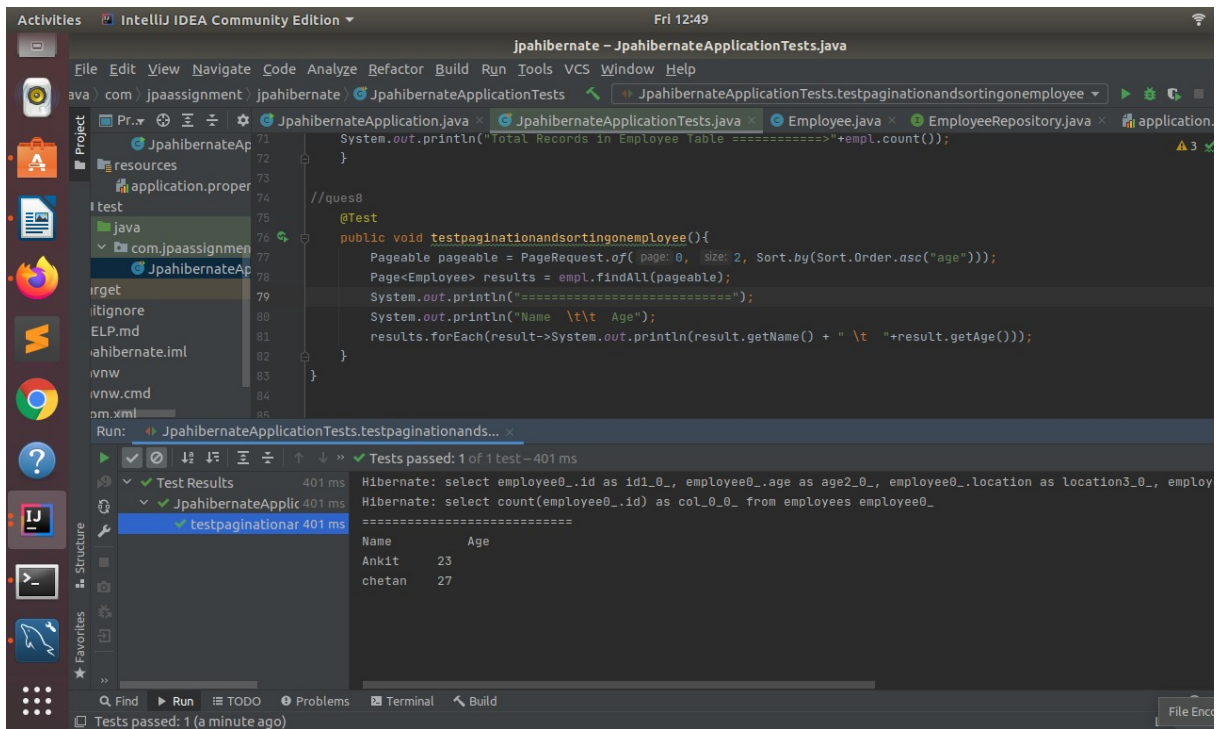 Activities IntelliJ IDEA Community Edition Fri 12:49
jpahibernate – JpahibernateApplicationTests.java
File Edit View Navigate Code Analyze Refactor Build Run Tools VCS Window Help
ava com jpaassignment jpahibernate JpahibernateApplicationTests JpahibernateApplicationTests.testpaginationandsortingonemployee
Pr.. JpahibernateApplication.java JpahibernateApplicationTests.java Employee.java EmployeeRepository.java application.
Project
JpahibernateAp
resources
application.proper
test
java
com.jpaassignmen
JpahibernateAp
arget
gitignore
ELP.md
pahibernate.iml
vnw
vnw.cmd
om.xml
71 System.out.println("Total Records in Employee Table ============>"+empl.count());
72 }
73
74 //ques8
75 @Test
76 public void testpaginationandsortingonemployee(){
77 Pageable pageable = PageRequest.of( page: 0, size: 2, Sort.by(Sort.Order.asc("age")));
78 Page<Employee> results = empl.findAll(pageable);
79 System.out.println("============================");
80 System.out.println("Name \t\t Age");
81 results.forEach(result->System.out.println(result.getName() + " \t "+result.getAge()));
82 }
83 }
84
85
3
Run: JpahibernateApplicationTests.testpaginationands...
Tests passed: 1 of 1 test – 401 ms
Test Results 401 ms
JpahibernateApplic 401 ms
testpaginationar 401 ms
Hibernate: select employee0_.id as id1_0_, employee0_.age as age2_0_, employee0_.location as location3_0_, employ
Hibernate: select count(employee0_.id) as col_0_0_ from employees employee0_
============================
Name Age
Ankit 23
chetan 27
Structure
Favorites
Find Run TODO Problems Terminal Build
Tests passed: 1 (a minute ago)
File Enco